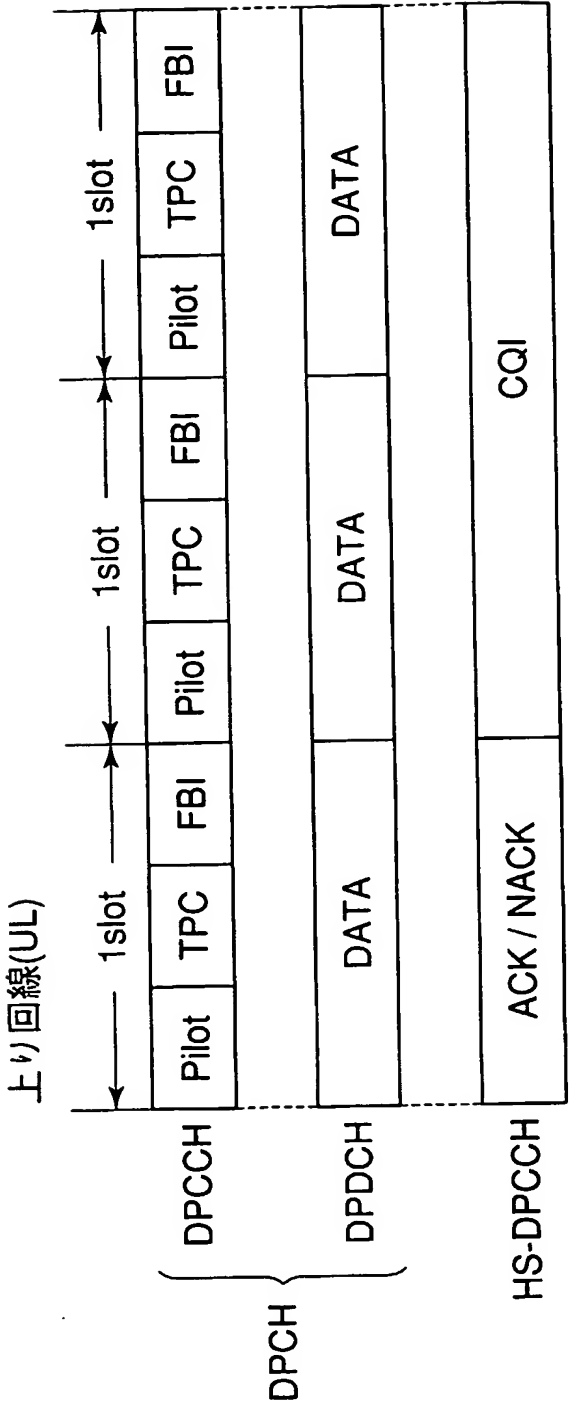 上り回線(UL)
1slot 1slot 1slot
DPCH
DPCCH Pilot TPC FBI Pilot TPC FBI Pilot TPC FBI
DPDCH DATA DATA DATA
HS-DPCCH ACK / NACK CQI